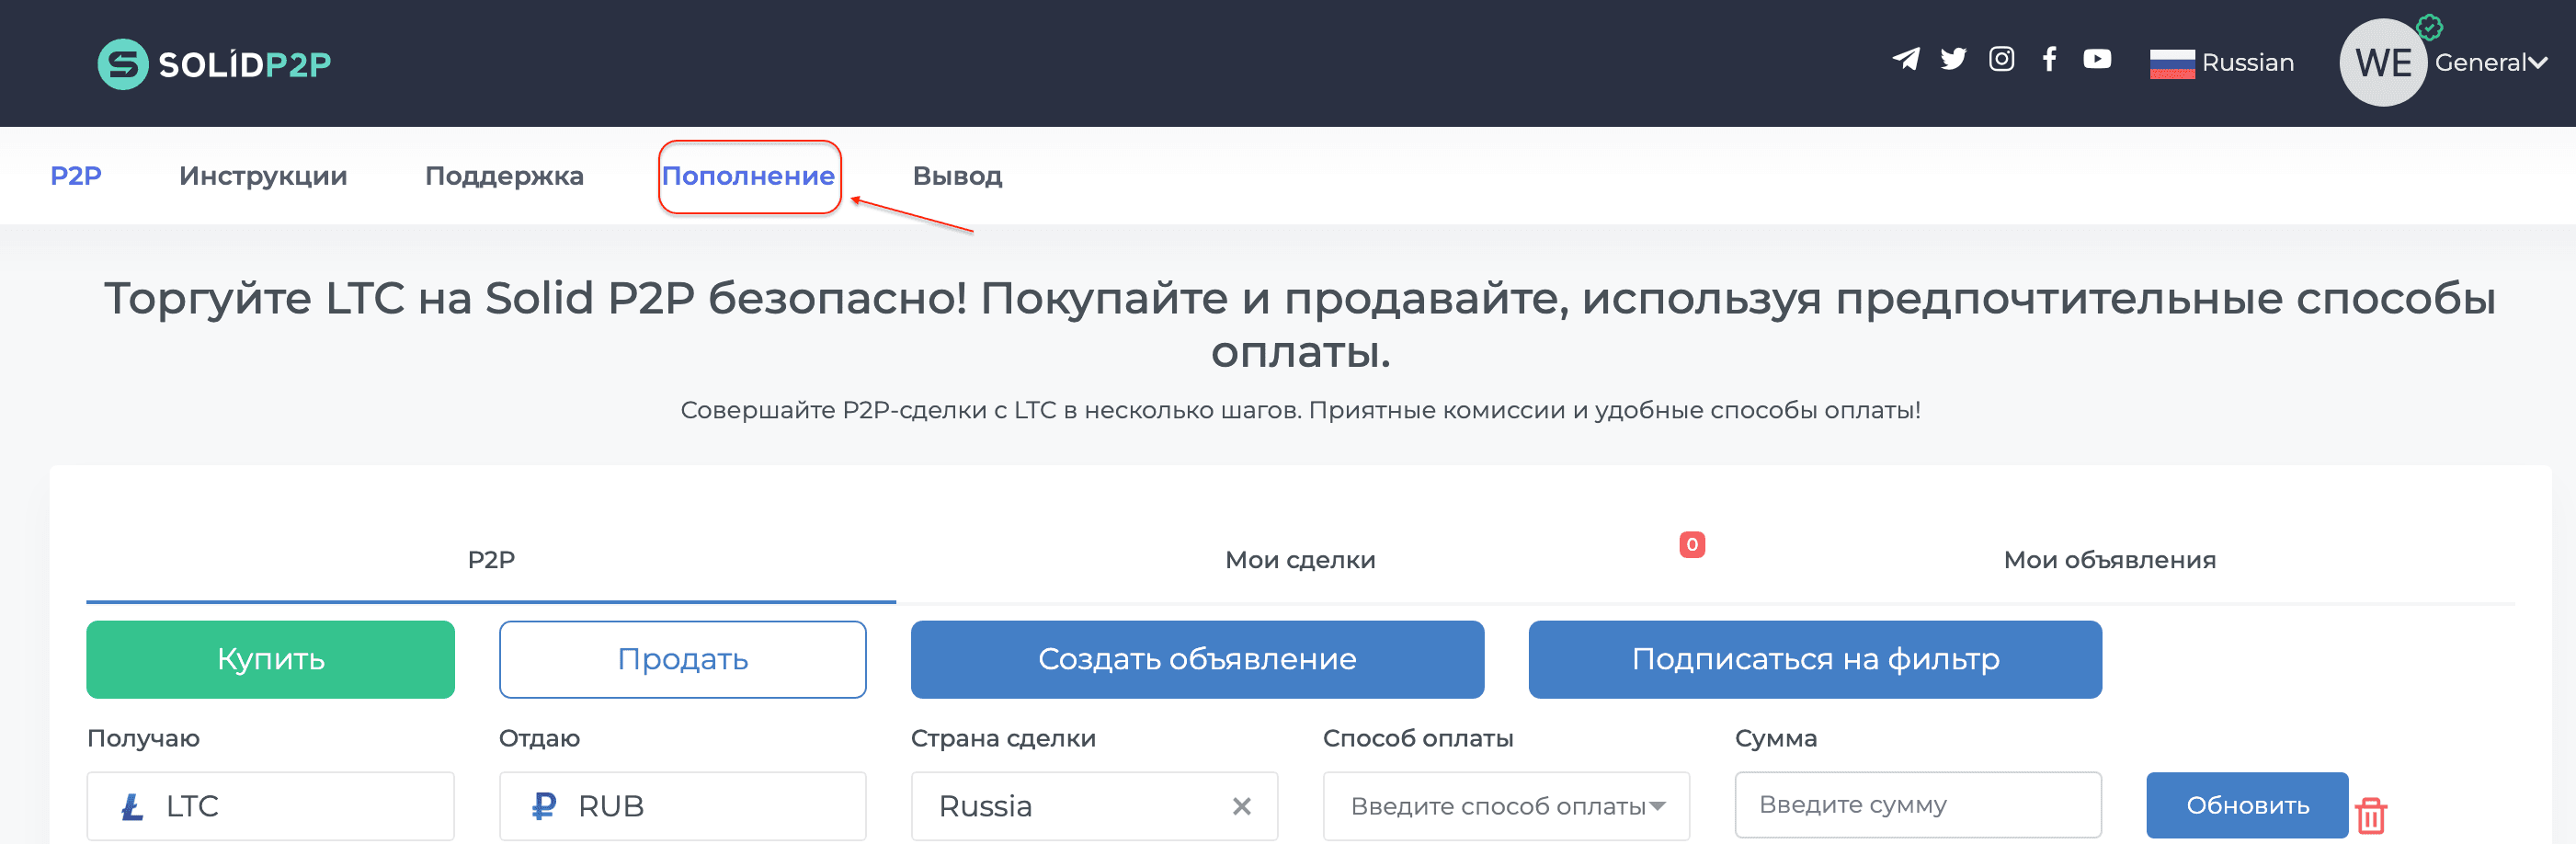 SOLIDP2P
Russian
WE
General
P2P
Инструкции
Поддержка
Пополнение
Вывод
Торгуйте LTC на Solid P2P безопасно! Покупайте и продавайте, используя предпочтительные способы
оплаты.
Совершайте P2P-сделки с LTC в несколько шагов. Приятные комиссии и удобные способы оплаты!
P2P
Мои сделки
0
Мои объявления
Купить
Продать
Создать объявление
Подписаться на фильтр
Получаю
Отдаю
Страна сделки
Способ оплаты
Сумма
LTC
RUB
Russia
Введите способ оплаты
Введите сумму
Обновить